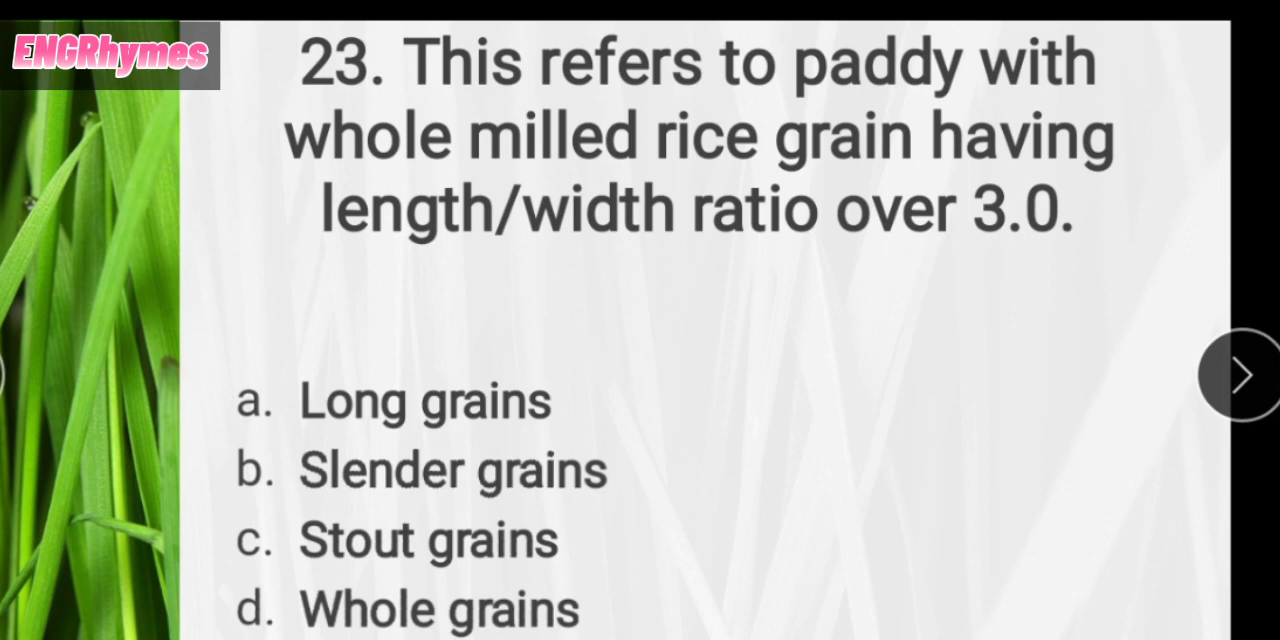 ENGRhymes
23. This refers to paddy with
whole milled rice grain having
length/width ratio over 3.0.
a. Long grains
b. Slender grains
c. Stout grains
d. Whole grains